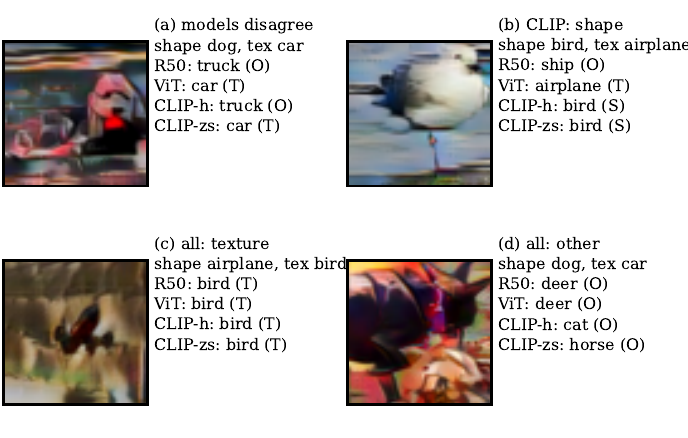 (a) models disagree
shape dog, tex car
R50: truck (O)
ViT: car (T)
CLIP-h: truck (O)
CLIP-zs: car (T)
(b) CLIP: shape
shape bird, tex airplane
R50: ship (O)
ViT: airplane (T)
CLIP-h: bird (S)
CLIP-zs: bird (S)
(c) all: texture
shape airplane, tex bird
R50: bird (T)
ViT: bird (T)
CLIP-h: bird (T)
CLIP-zs: bird (T)
(d) all: other
shape dog, tex car
R50: deer (O)
ViT: deer (O)
CLIP-h: cat (O)
CLIP-zs: horse (O)